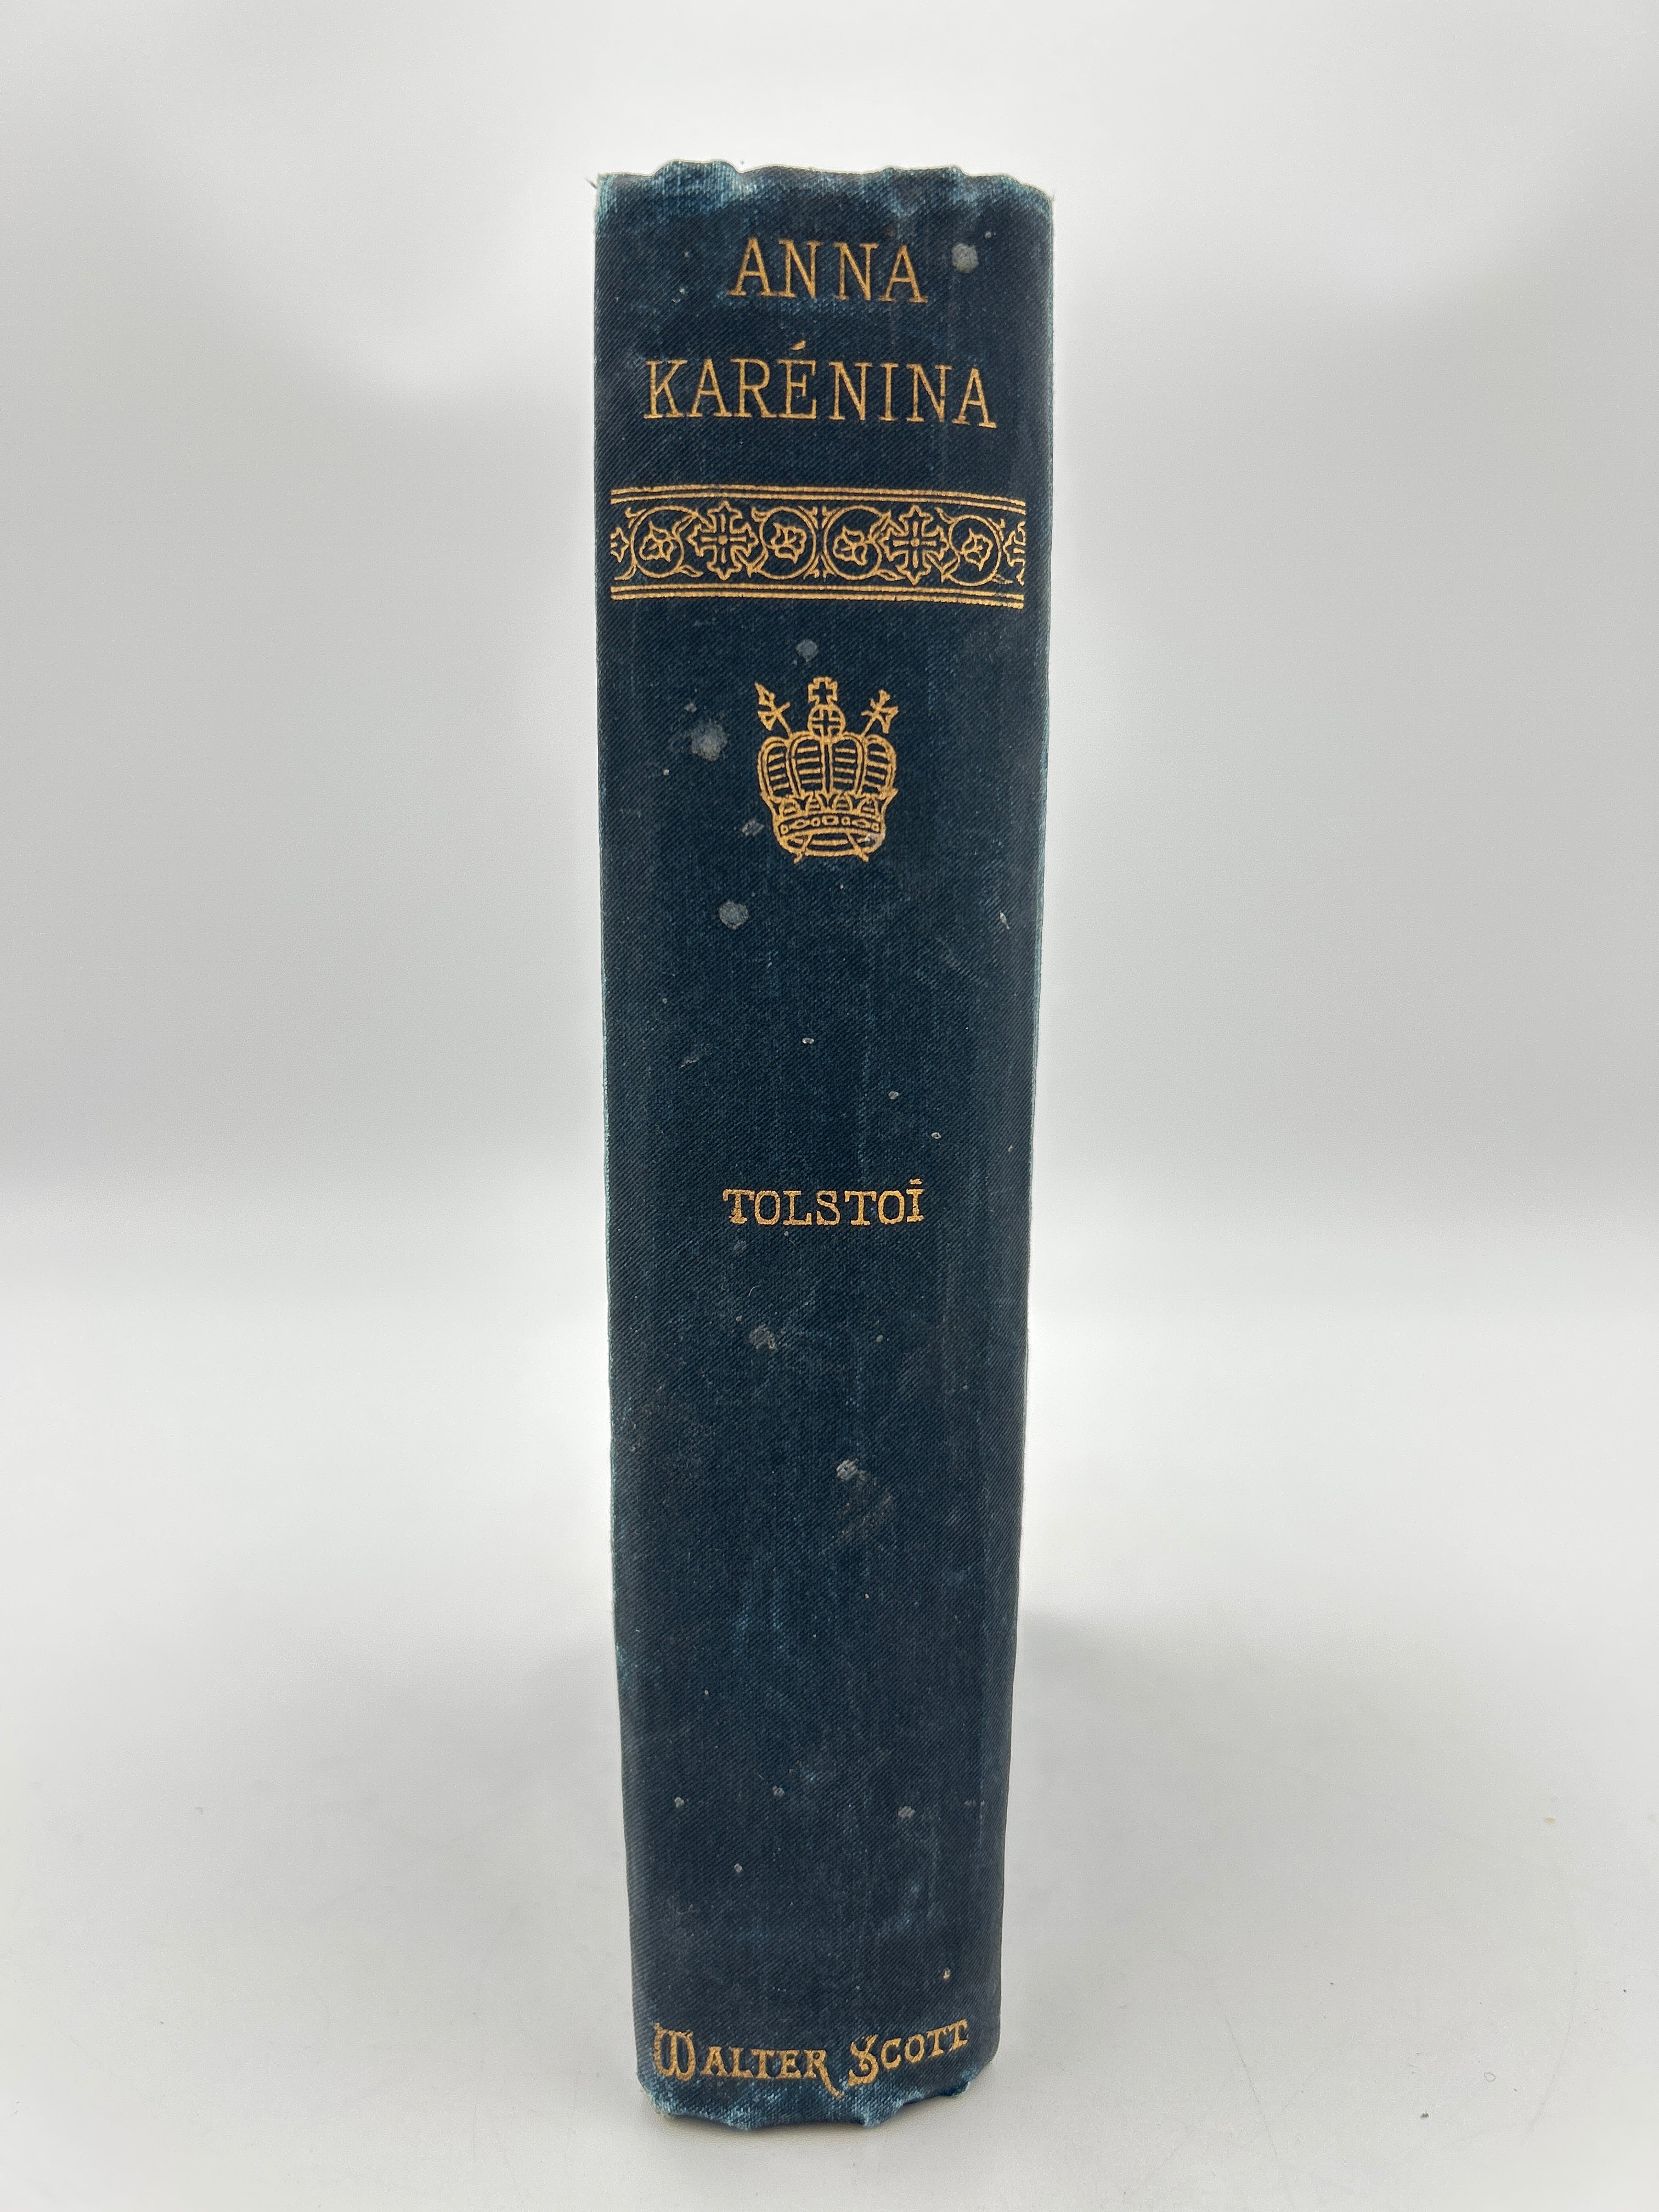 ANNA
KARÉNINA
TOLSTOÏ
WALTER SCOTT